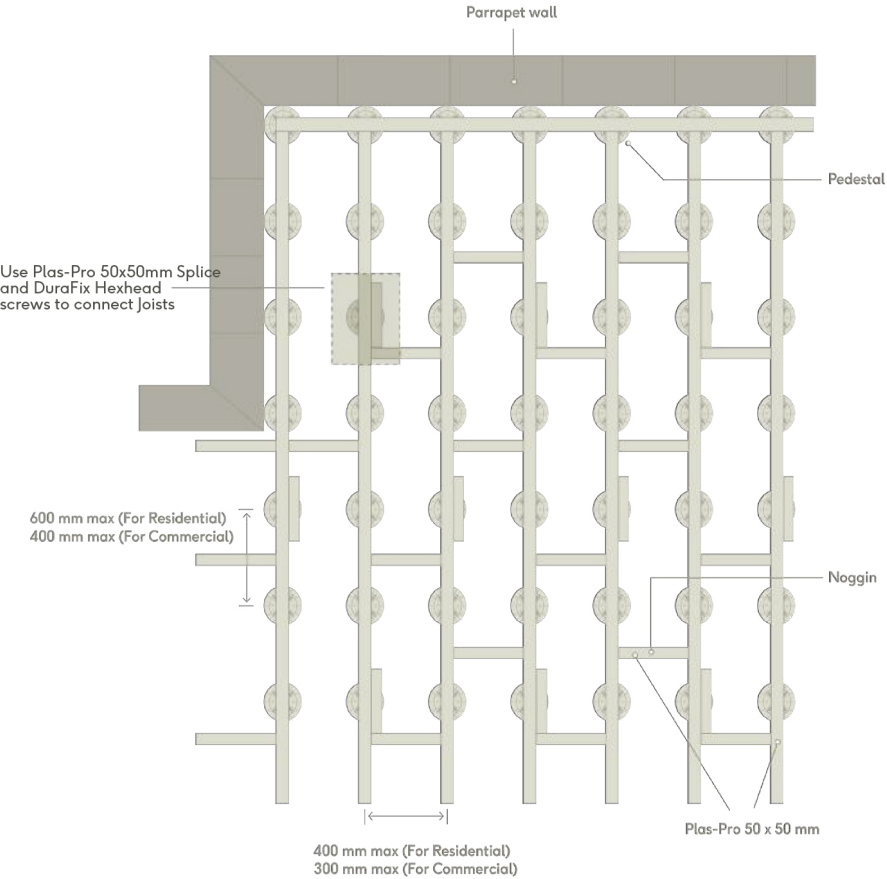 Parrapet wall
Pedestal
Use Plas-Pro 50x50mm Splice
and DuraFix Hexhead
screws to connect Joists
600 mm max (For Residential)
400 mm max (For Commercial)
Noggin
Plas-Pro 50 x 50 mm
400 mm max (For Residential)
300 mm max (For Commercial)